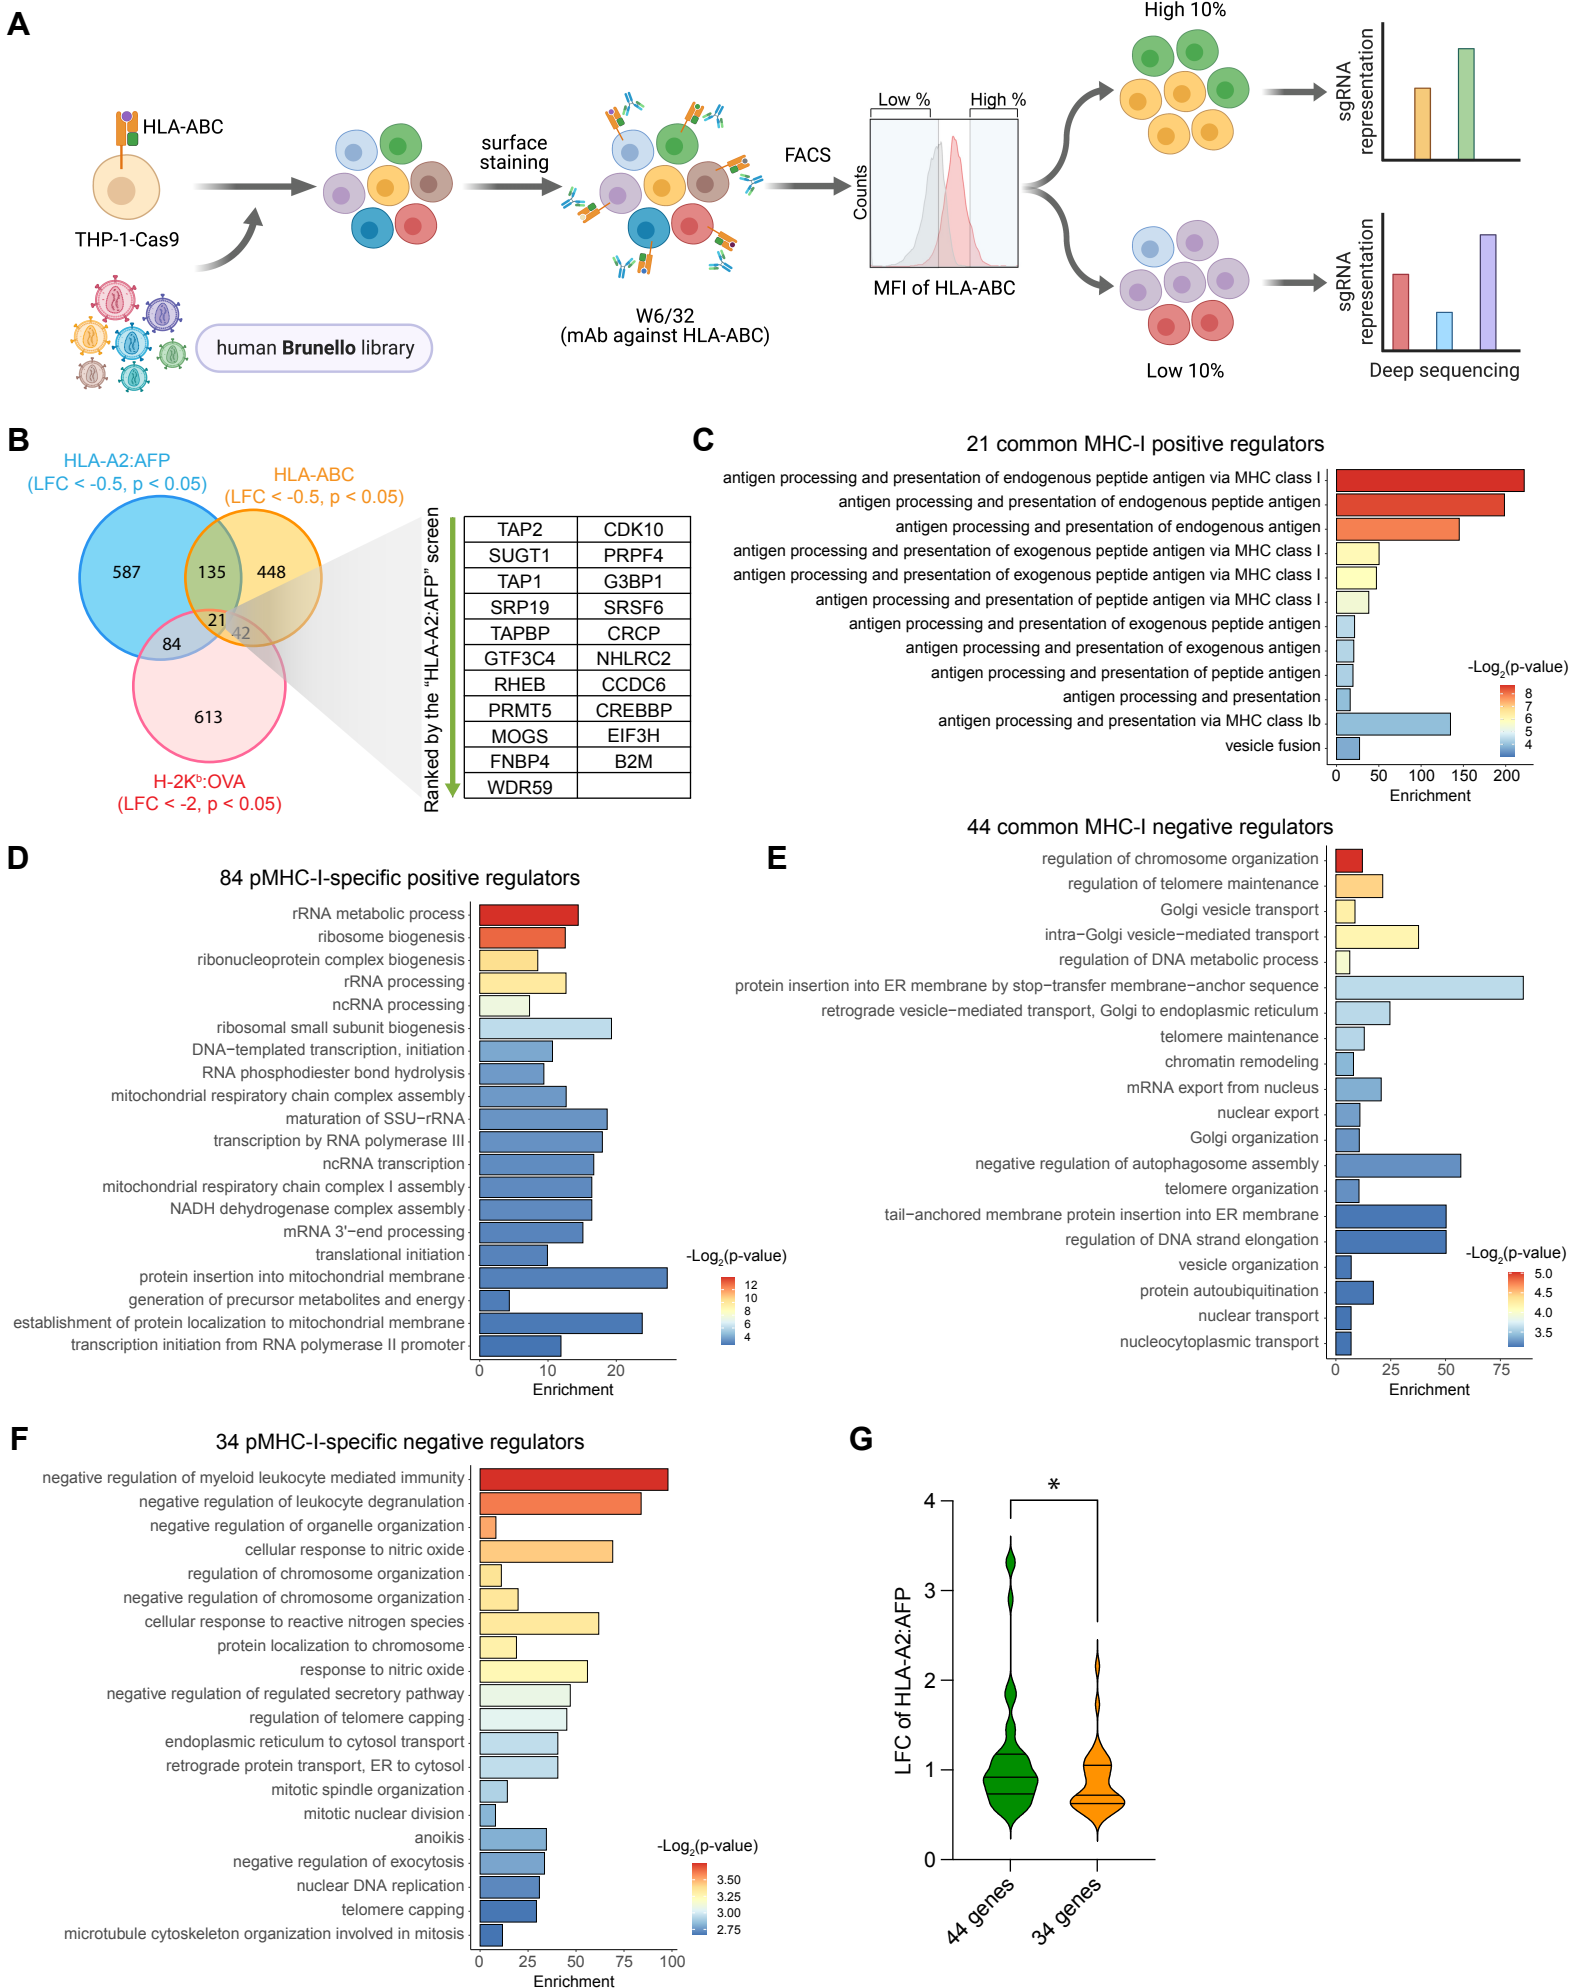 A
HLA-ABC
THP-1-Cas9
human Brunello library
surface
staining
W6/32
(mAb against HLA-ABC)
FACS
Low %
High %
Counts
MFI of HLA-ABC
High 10%
Low 10%
sgRNA
representation
sgRNA
representation
Deep sequencing
B
HLA-A2:AFP
(LFC < -0.5, p < 0.05)
HLA-ABC
(LFC < -0.5, p < 0.05)
587
135
448
21
42
84
613
H-2Kᵇ:OVA
(LFC < -2, p < 0.05)
Ranked by the “HLA-A2:AFP” screen
TAP2 CDK10
SUGT1 PRPF4
TAP1 G3BP1
SRP19 SRSF6
TAPBP CRCP
GTF3C4 NHLRC2
RHEB CCDC6
PRMT5 CREBBP
MOGS EIF3H
FNBP4 B2M
WDR59
C
21 common MHC-I positive regulators
antigen processing and presentation of endogenous peptide antigen via MHC class I
antigen processing and presentation of endogenous peptide antigen
antigen processing and presentation of endogenous antigen
antigen processing and presentation of exogenous peptide antigen via MHC class I
antigen processing and presentation of exogenous peptide antigen via MHC class I
antigen processing and presentation of peptide antigen via MHC class I
antigen processing and presentation of exogenous peptide antigen
antigen processing and presentation of exogenous antigen
antigen processing and presentation of peptide antigen
antigen processing and presentation
antigen processing and presentation via MHC class Ib
vesicle fusion
0 50 100 150 200
Enrichment
-Log₂(p-value)
8
7
6
5
4
D
84 pMHC-I-specific positive regulators
rRNA metabolic process
ribosome biogenesis
ribonucleoprotein complex biogenesis
rRNA processing
ncRNA processing
ribosomal small subunit biogenesis
DNA−templated transcription, initiation
RNA phosphodiester bond hydrolysis
mitochondrial respiratory chain complex assembly
maturation of SSU−rRNA
transcription by RNA polymerase III
ncRNA transcription
mitochondrial respiratory chain complex I assembly
NADH dehydrogenase complex assembly
mRNA 3'−end processing
translational initiation
protein insertion into mitochondrial membrane
generation of precursor metabolites and energy
establishment of protein localization to mitochondrial membrane
transcription initiation from RNA polymerase II promoter
0 10 20
Enrichment
-Log₂(p-value)
12
10
8
6
4
E
44 common MHC-I negative regulators
regulation of chromosome organization
regulation of telomere maintenance
Golgi vesicle transport
intra−Golgi vesicle−mediated transport
regulation of DNA metabolic process
protein insertion into ER membrane by stop−transfer membrane−anchor sequence
retrograde vesicle−mediated transport, Golgi to endoplasmic reticulum
telomere maintenance
chromatin remodeling
mRNA export from nucleus
nuclear export
Golgi organization
negative regulation of autophagosome assembly
telomere organization
tail−anchored membrane protein insertion into ER membrane
regulation of DNA strand elongation
vesicle organization
protein autoubiquitination
nuclear transport
nucleocytoplasmic transport
0 25 50 75
Enrichment
-Log₂(p-value)
5.0
4.5
4.0
3.5
F
34 pMHC-I-specific negative regulators
negative regulation of myeloid leukocyte mediated immunity
negative regulation of leukocyte degranulation
negative regulation of organelle organization
cellular response to nitric oxide
regulation of chromosome organization
negative regulation of chromosome organization
cellular response to reactive nitrogen species
protein localization to chromosome
response to nitric oxide
negative regulation of regulated secretory pathway
regulation of telomere capping
endoplasmic reticulum to cytosol transport
retrograde protein transport, ER to cytosol
mitotic spindle organization
mitotic nuclear division
anoikis
negative regulation of exocytosis
nuclear DNA replication
telomere capping
microtubule cytoskeleton organization involved in mitosis
0 25 50 75 100
Enrichment
-Log₂(p-value)
3.50
3.25
3.00
2.75
G
*
LFC of HLA-A2:AFP
4
3
2
1
0
44 genes
34 genes